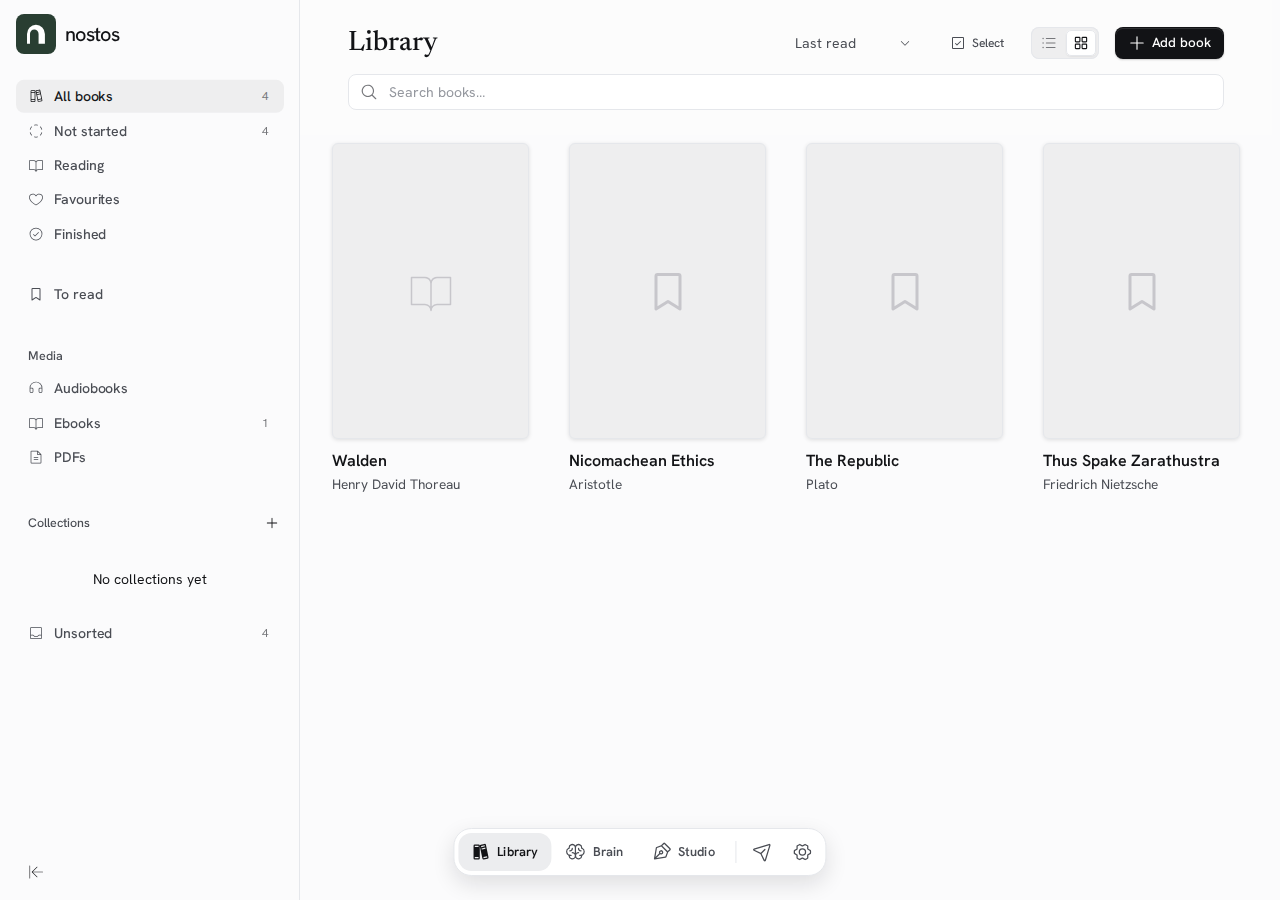 nostos
All books 4
Not started 4
Reading
Favourites
Finished
To read
Media
Audiobooks
Ebooks 1
PDFs
Collections
No collections yet
Unsorted 4
Library
Last read
Select
Add book
Search books...
Walden
Henry David Thoreau
Nicomachean Ethics
Aristotle
The Republic
Plato
Thus Spake Zarathustra
Friedrich Nietzsche
Library
Brain
Studio